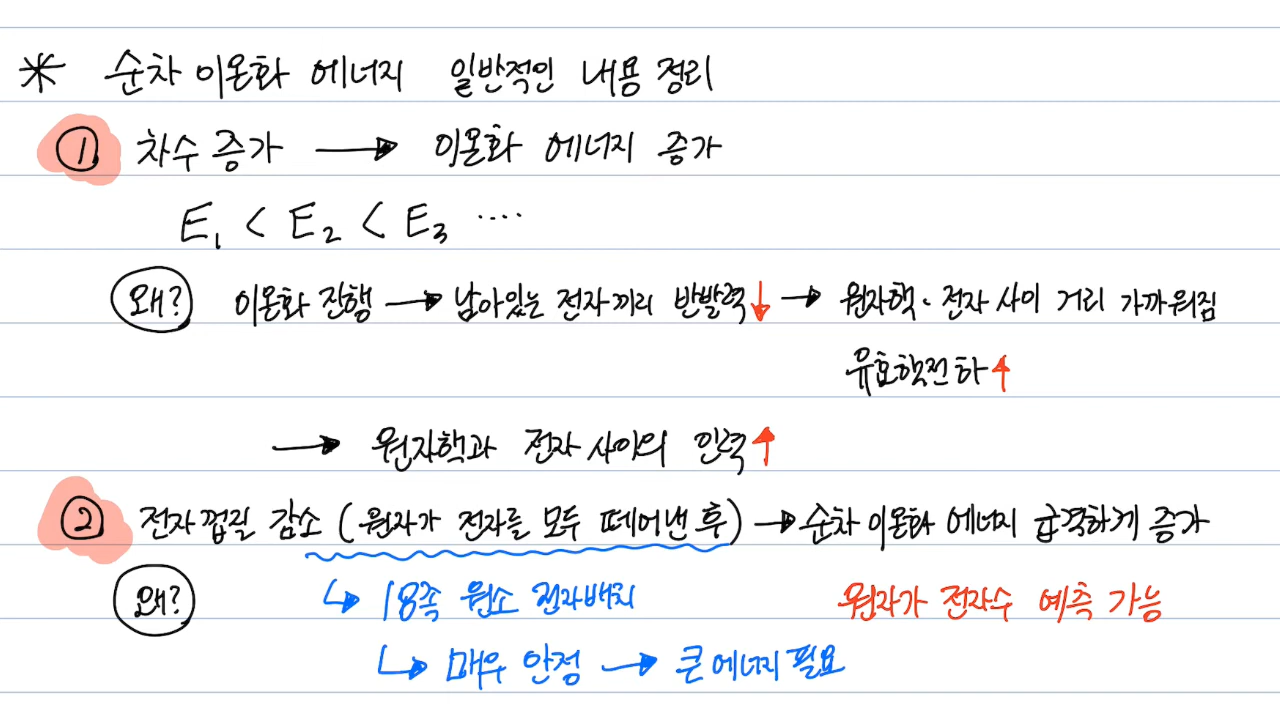 * 순차 이온화 에너지 일반적인 내용 정리
① 차수 증가 → 이온화 에너지 증가
E₁ < E₂ < E₃ ····
왜? 이온화 진행 → 남아있는 전자끼리 반발력↓ → 원자핵·전자 사이 거리 가까워짐
유효핵전하↑
→ 원자핵과 전자 사이의 인력↑
② 전자껍질 감소 (원자가 전자를 모두 떼어낸 후) → 순차 이온화 에너지 급격하게 증가
왜? ↳ 18족 원소 전자배치 원자가 전자수 예측 가능
↳ 매우 안정 → 큰 에너지 필요